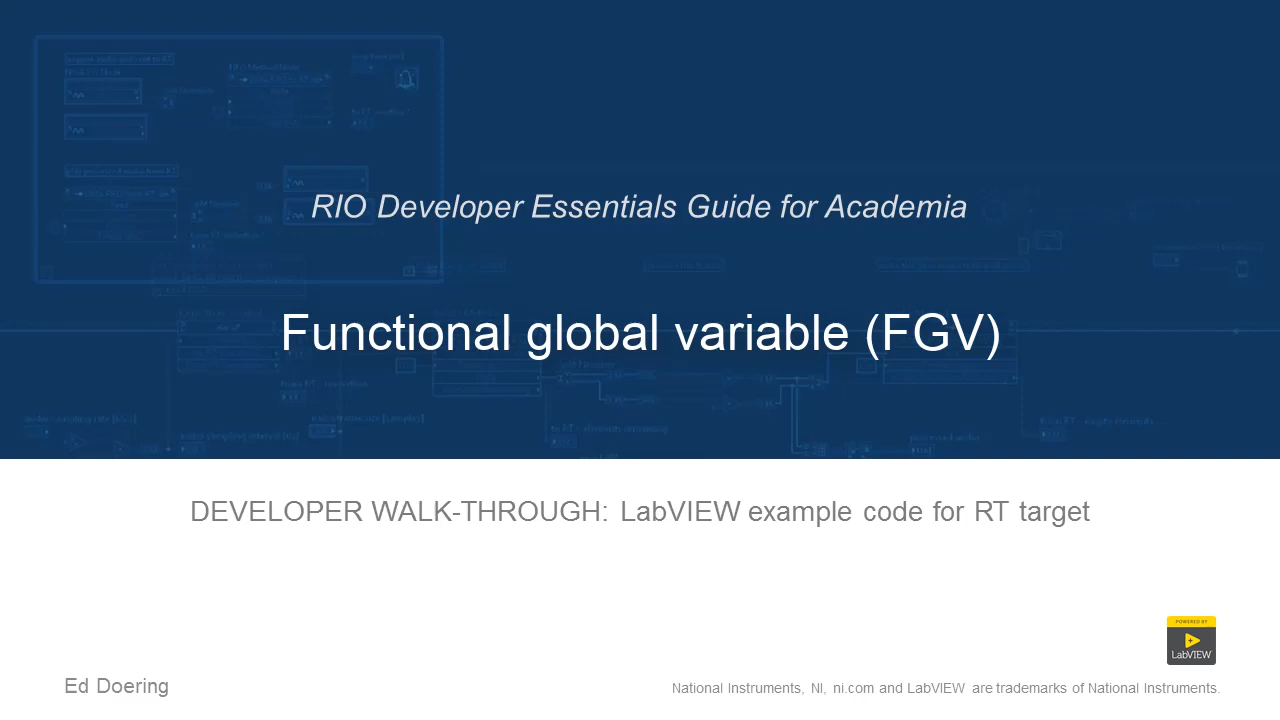 RIO Developer Essentials Guide for Academia
Functional global variable (FGV)
DEVELOPER WALK-THROUGH: LabVIEW example code for RT target
POWERED BY
LabVIEW
Ed Doering
National Instruments, NI, ni.com and LabVIEW are trademarks of National Instruments.